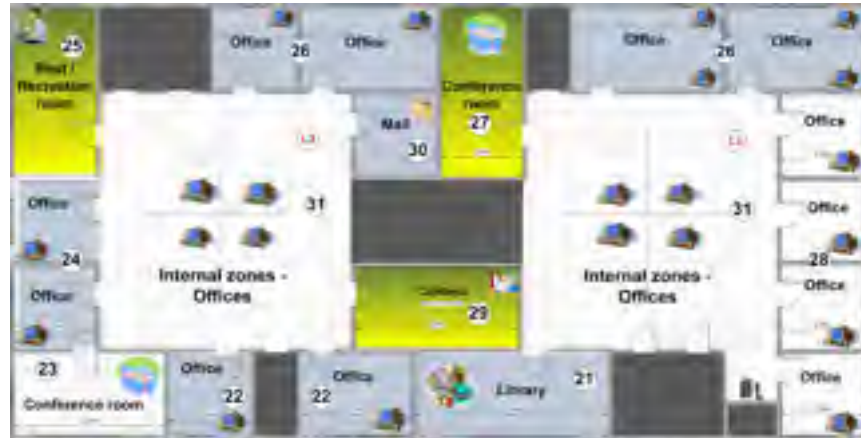 25
Rest /
Recreation
room
Office
26
Office
Conference
room
27
Office
26
Office
Mail
30
Office
Office
24
Office
31
Internal zones -
Offices
31
Internal zones -
Offices
Office
28
Office
29
23
Conference room
Office
22
22
Office
Library
21
Office